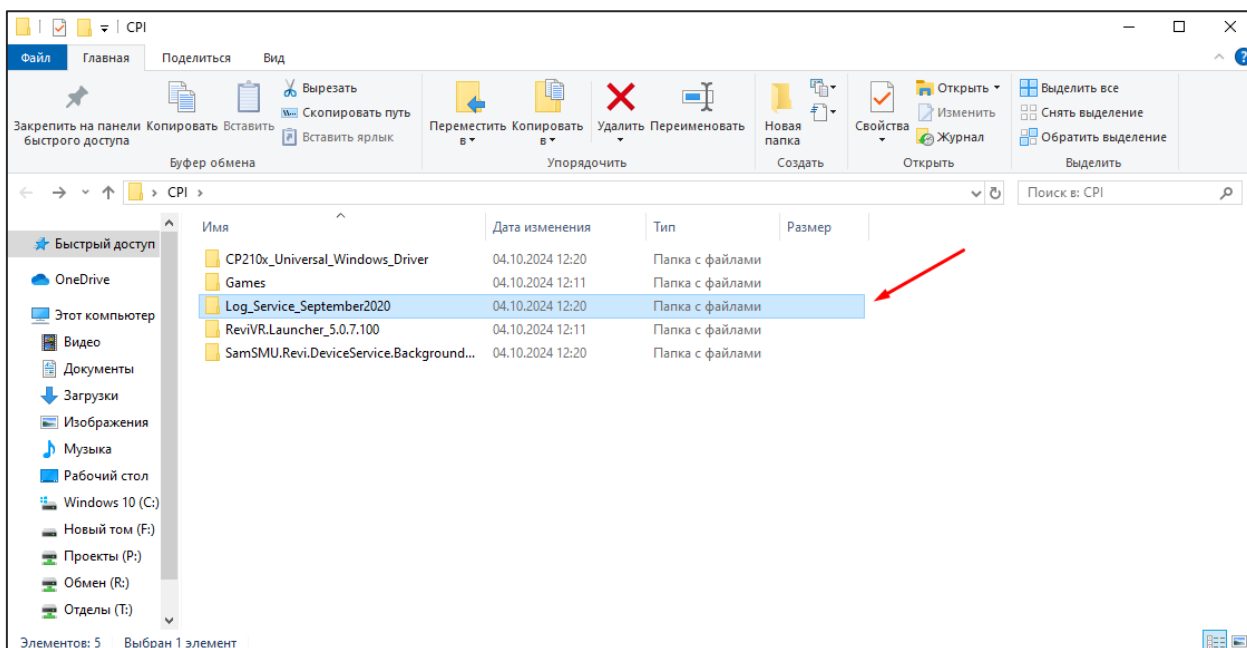 CPI
Файл Главная Поделиться Вид
Закрепить на панели быстрого доступа
Копировать
Вставить
Вырезать
Скопировать путь
Вставить ярлык
Буфер обмена
Переместить в
Копировать в
Удалить
Переименовать
Упорядочить
Новая папка
Создать
Свойства
Открыть
Изменить
Журнал
Открыть
Выделить все
Снять выделение
Обратить выделение
Выделить
CPI
Поиск в: CPI
Быстрый доступ
OneDrive
Этот компьютер
Видео
Документы
Загрузки
Изображения
Музыка
Рабочий стол
Windows 10 (C:)
Новый том (F:)
Проекты (P:)
Обмен (R:)
Отделы (T:)
Имя Дата изменения Тип Размер
CP210x_Universal_Windows_Driver 04.10.2024 12:20 Папка с файлами
Games 04.10.2024 12:11 Папка с файлами
Log_Service_September2020 04.10.2024 12:20 Папка с файлами
ReviVR.Launcher_5.0.7.100 04.10.2024 12:11 Папка с файлами
SamSMU.Revi.DeviceService.Background... 04.10.2024 12:20 Папка с файлами
Элементов: 5 Выбран 1 элемент